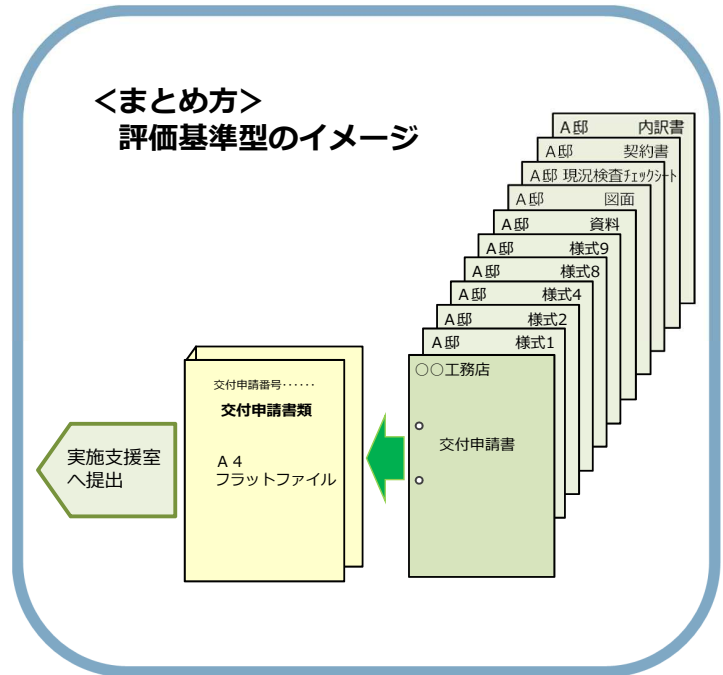 <まとめ方>
評価基準型のイメージ
A邸 内訳書
A邸 契約書
A邸 現況検査ﾁｪｯｸｼｰﾄ
A邸 図面
A邸 資料
A邸 様式9
A邸 様式8
A邸 様式4
A邸 様式2
A邸 様式1
○○工務店
交付申請書
交付申請番号‥‥‥
交付申請書類
A４
フラットファイル
実施支援室
へ提出